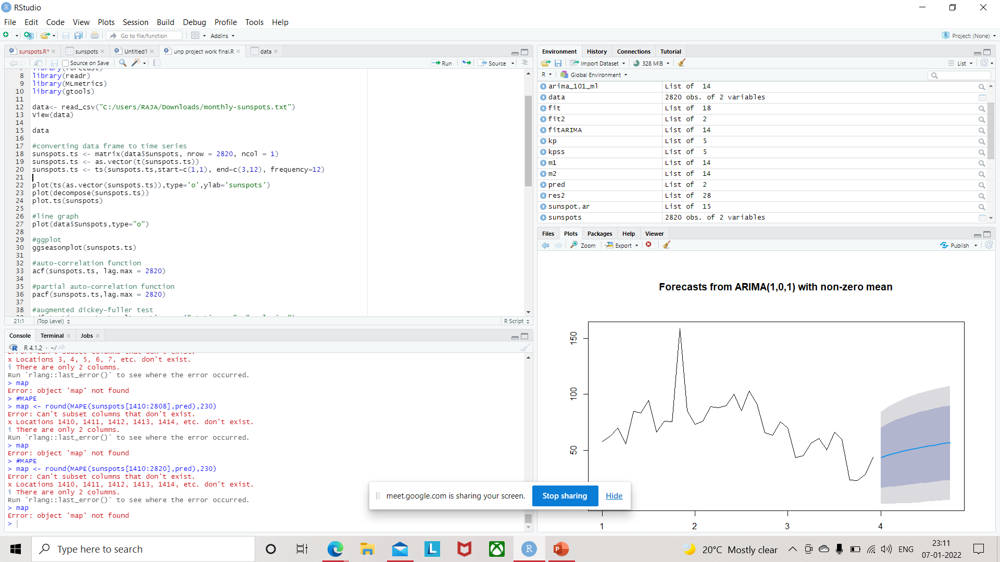 RStudio
File Edit Code View Plots Session Build Debug Profile Tools Help
Go to file/function Addins Project: (None)
sunspots.R* sunspots Untitled1 unp project work final.R data
Source on Save Run Source
8 library(readr)
9 library(MLmetrics)
10 library(gtools)
11
12 data<- read_csv("C:/Users/RAJA/Downloads/monthly-sunspots.txt")
13 View(data)
14
15 data
16
17 #converting data frame to time series
18 sunspots.ts <- matrix(data$Sunspots, nrow = 2820, ncol = 1)
19 sunspots.ts <- as.vector(t(sunspots.ts))
20 sunspots.ts <- ts(sunspots.ts,start=c(1,1), end=c(3,12), frequency=12)
21
22 plot(ts(as.vector(sunspots.ts)),type='o',ylab='sunspots')
23 plot(decompose(sunspots.ts))
24 plot.ts(sunspots)
25
26 #line graph
27 plot(data$Sunspots,type="o")
28
29 #ggplot
30 ggseasonplot(sunspots.ts)
31
32 #auto-correlation function
33 acf(sunspots.ts, lag.max = 2820)
34
35 #partial auto-correlation function
36 pacf(sunspots.ts,lag.max = 2820)
37
38 #augmented dickey-fuller test
21:1 (Top Level) R Script
Console Terminal Jobs
R 4.1.2 · ~/
x Locations 3, 4, 5, 6, 7, etc. don't exist.
i There are only 2 columns.
Run `rlang::last_error()` to see where the error occurred.
> map
Error: object 'map' not found
> #MAPE
> map <- round(MAPE(sunspots[1410:2808],pred),230)
Error: Can't subset columns that don't exist.
x Locations 1410, 1411, 1412, 1413, 1414, etc. don't exist.
i There are only 2 columns.
Run `rlang::last_error()` to see where the error occurred.
> map
Error: object 'map' not found
> #MAPE
> map <- round(MAPE(sunspots[1410:2820],pred),230)
Error: Can't subset columns that don't exist.
x Locations 1410, 1411, 1412, 1413, 1414, etc. don't exist.
i There are only 2 columns.
Run `rlang::last_error()` to see where the error occurred.
> map
Error: object 'map' not found
>
Environment History Connections Tutorial
Import Dataset 328 MiB List
R Global Environment
arima_101_ml List of 14
data 2820 obs. of 2 variables
fit List of 18
fit2 List of 2
fitARIMA List of 14
kp List of 5
kpss List of 5
m1 List of 14
m2 List of 14
pred List of 2
res2 List of 28
sunspot.ar List of 15
sunspots 2820 obs. of 2 variables
Files Plots Packages Help Viewer
Zoom Export Publish
Forecasts from ARIMA(1,0,1) with non-zero mean
150
100
50
1 2 3 4
meet.google.com is sharing your screen. Stop sharing Hide
Type here to search
L
R
P
20°C Mostly clear ENG
23:11
07-01-2022